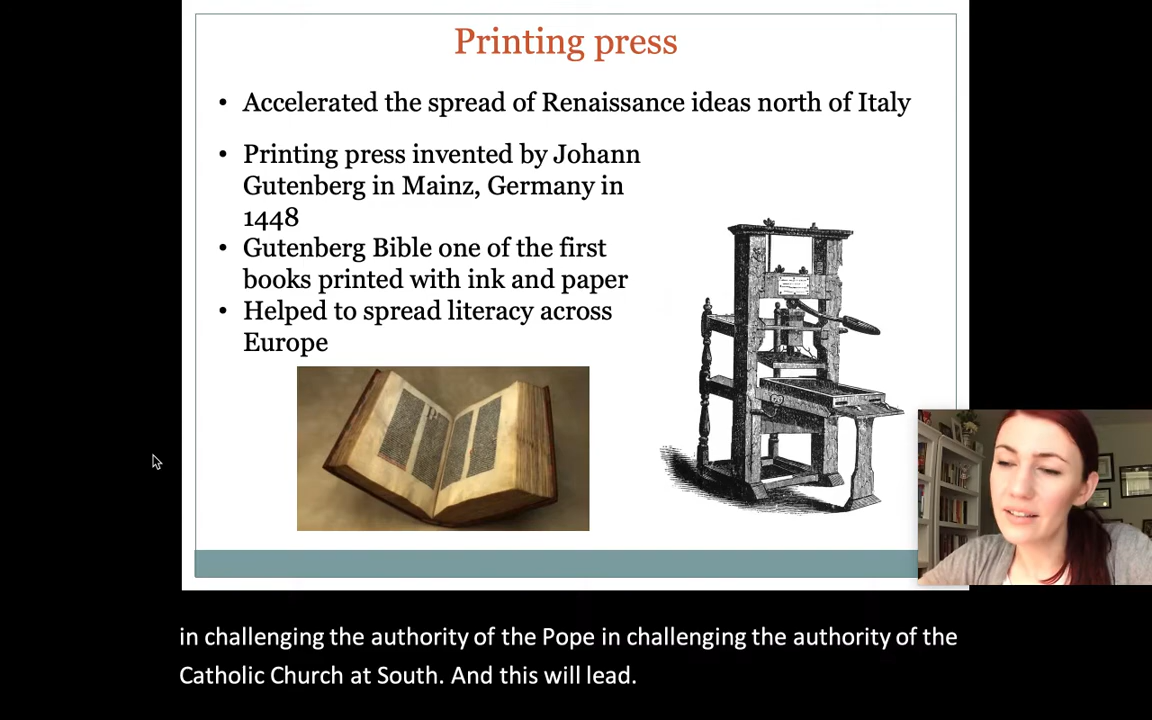 Printing press
• Accelerated the spread of Renaissance ideas north of Italy
• Printing press invented by Johann
Gutenberg in Mainz, Germany in
1448
• Gutenberg Bible one of the first
books printed with ink and paper
• Helped to spread literacy across
Europe
in challenging the authority of the Pope in challenging the authority of the
Catholic Church at South. And this will lead.